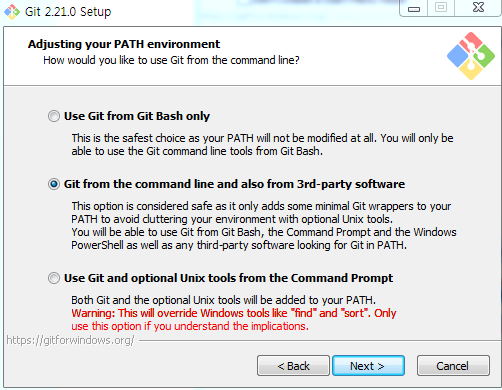 Git 2.21.0 Setup
Adjusting your PATH environment
How would you like to use Git from the command line?
Use Git from Git Bash only
This is the safest choice as your PATH will not be modified at all. You will only
be able to use the Git command line tools from Git Bash.
Git from the command line and also from 3rd-party software
This option is considered safe as it only adds some minimal Git wrappers to your
PATH to avoid cluttering your environment with optional Unix tools.
You will be able to use Git from Git Bash, the Command Prompt and the Windows
PowerShell as well as any third-party software looking for Git in PATH.
Use Git and optional Unix tools from the Command Prompt
Both Git and the optional Unix tools will be added to your PATH.
Warning: This will override Windows tools like "find" and "sort". Only
use this option if you understand the implications.
https://gitforwindows.org/
< Back
Next >
Cancel